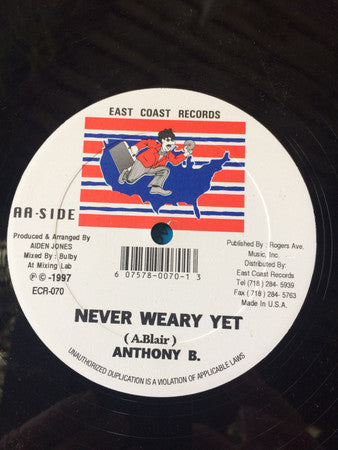 EAST COAST RECORDS
AA-SIDE
Produced & Arranged By
AIDEN JONES
Mixed By : Bulby
At Mixing Lab
℗ © -1997
ECR-070
6 07578-0070-1 3
Published By : Rogers Ave.
Music, Inc.
Distributed By:
East Coast Records
Tel (718) 284- 5939
Fax (718) 284- 5763
Made In U.S.A.
NEVER WEARY YET
( A.Blair )
ANTHONY B.
UNAUTHORIZED DUPLICATION IS A VIOLATION OF APPLICABLE LAWS